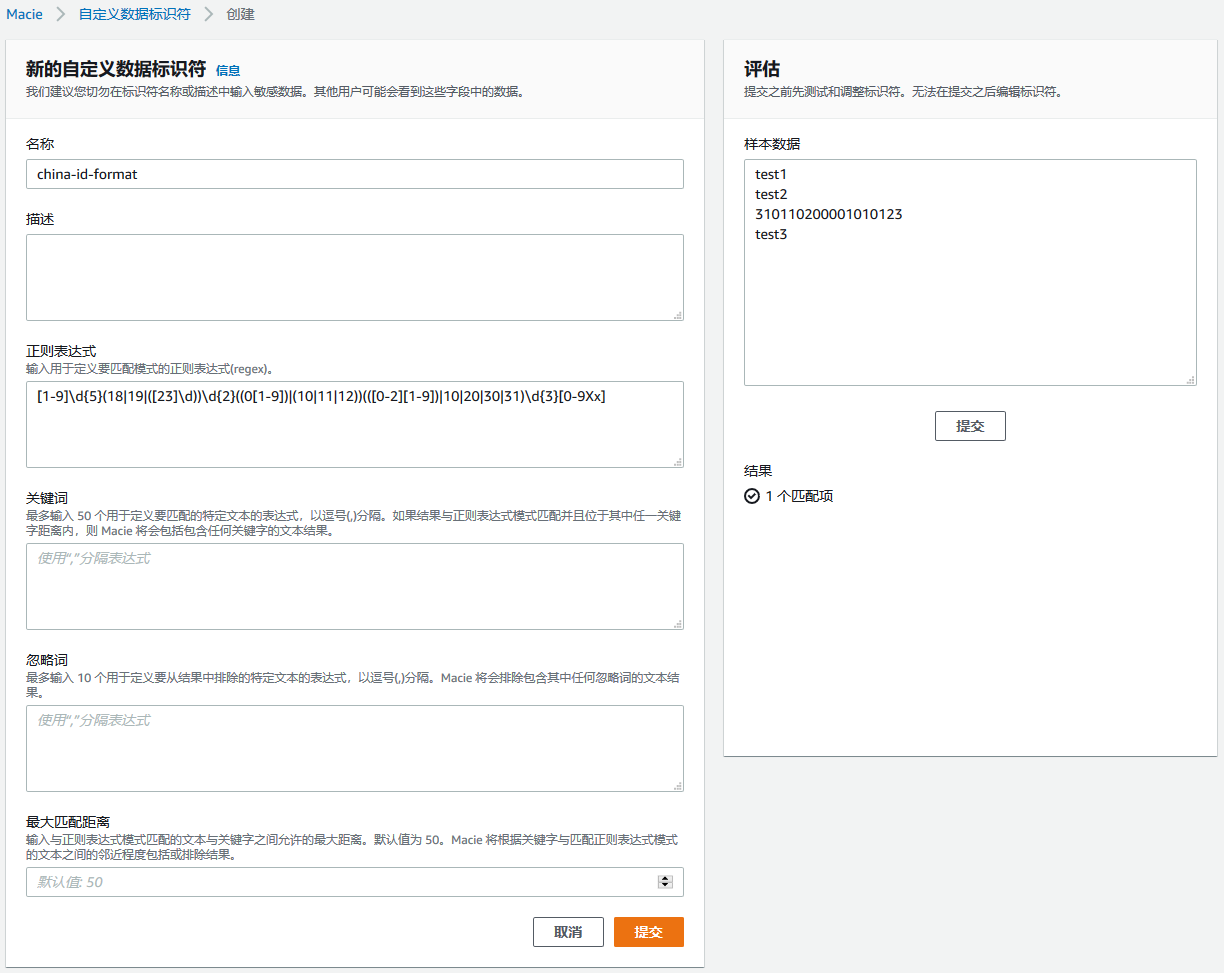 Macie > 自定义数据标识符 > 创建
新的自定义数据标识符 信息
我们建议您切勿在标识符名称或描述中输入敏感数据。其他用户可能会看到这些字段中的数据。
名称
china-id-format
描述
正则表达式
输入用于定义要匹配模式的正则表达式(regex)。
[1-9]\d{5}(18|19|([23]\d))\d{2}((0[1-9])|(10|11|12))(([0-2][1-9])|10|20|30|31)\d{3}[0-9Xx]
关键词
最多输入 50 个用于定义要匹配的特定文本的表达式，以逗号(,)分隔。如果结果与正则表达式模式匹配并且位于其中任一关键
字距离内，则 Macie 将会包括包含任何关键字的文本结果。
使用“,”分隔表达式
忽略词
最多输入 10 个用于定义要从结果中排除的特定文本的表达式，以逗号(,)分隔。Macie 将会排除包含其中任何忽略词的文本结
果。
使用“,”分隔表达式
最大匹配距离
输入与正则表达式模式匹配的文本与关键字之间允许的最大距离。默认值为 50。Macie 将根据关键字与匹配正则表达式模式
的文本之间的邻近程度包括或排除结果。
默认值: 50
取消 提交
评估
提交之前先测试和调整标识符。无法在提交之后编辑标识符。
样本数据
test1
test2
310110200001010123
test3
提交
结果
1 个匹配项